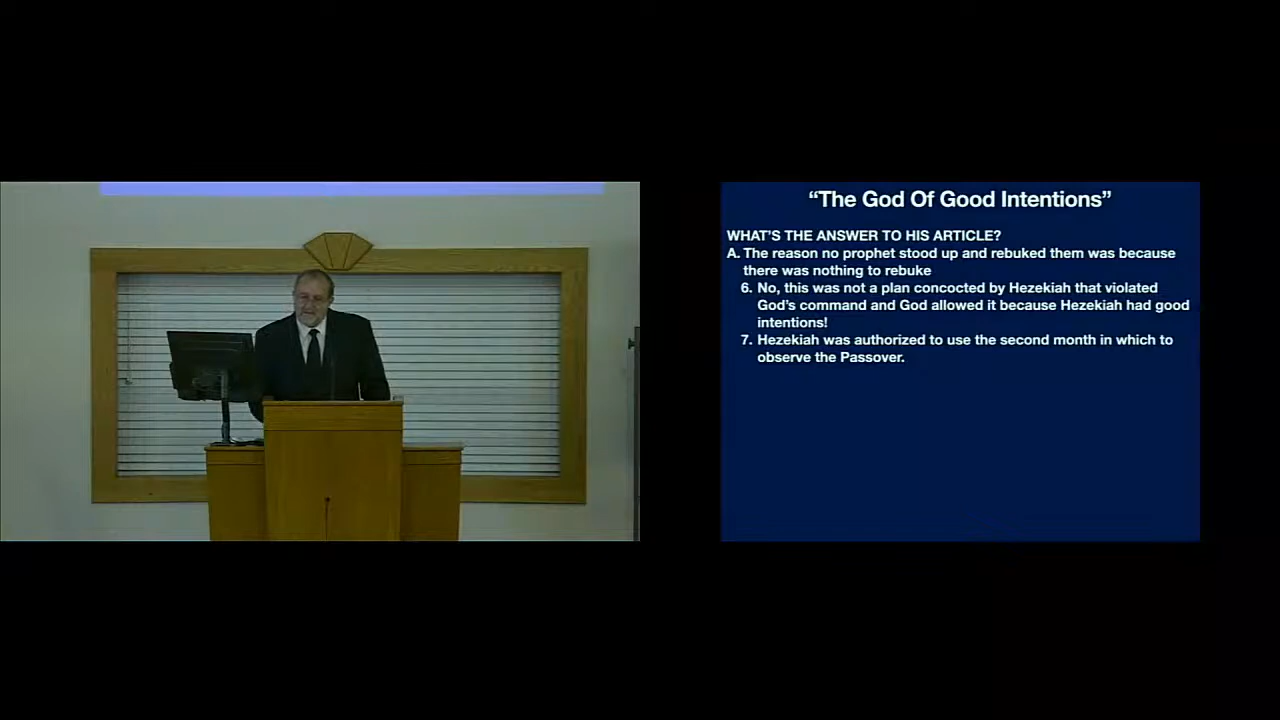 “The God Of Good Intentions”
WHAT’S THE ANSWER TO HIS ARTICLE?
A. The reason no prophet stood up and rebuked them was because
there was nothing to rebuke
6. No, this was not a plan concocted by Hezekiah that violated
God’s command and God allowed it because Hezekiah had good
intentions!
7. Hezekiah was authorized to use the second month in which to
observe the Passover.